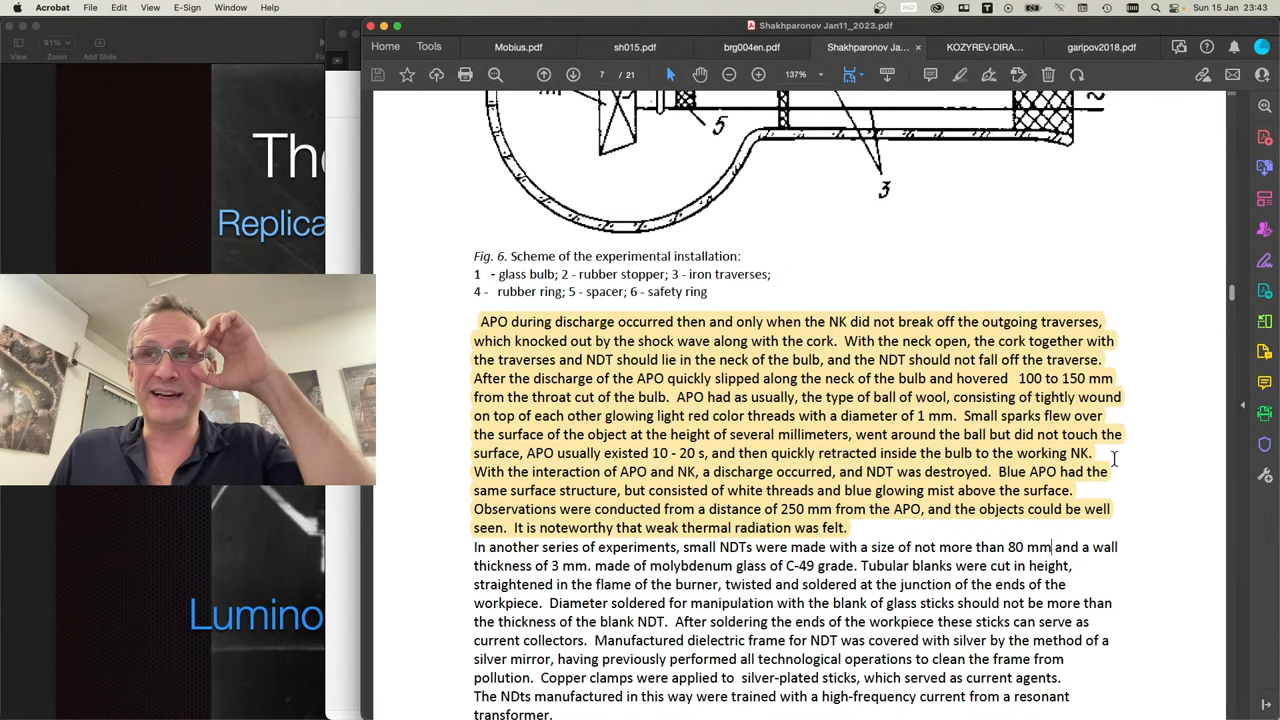 Acrobat File Edit View E-Sign Window Help Sun 15 Jan 23:43
Shakhparonov Jan11_2023.pdf
91%
Zoom Add Slide
Home Tools Mobius.pdf sh015.pdf brg004en.pdf Shakhparonov Ja... × KOZYREV-DIRA... garipov2018.pdf
7 / 21 137%
The
Replica
Lumino
5
3
Fig. 6. Scheme of the experimental installation:
1 - glass bulb; 2 - rubber stopper; 3 - iron traverses;
4 - rubber ring; 5 - spacer; 6 - safety ring
APO during discharge occurred then and only when the NK did not break off the outgoing traverses,
which knocked out by the shock wave along with the cork. With the neck open, the cork together with
the traverses and NDT should lie in the neck of the bulb, and the NDT should not fall off the traverse.
After the discharge of the APO quickly slipped along the neck of the bulb and hovered 100 to 150 mm
from the throat cut of the bulb. APO had as usually, the type of ball of wool, consisting of tightly wound
on top of each other glowing light red color threads with a diameter of 1 mm. Small sparks flew over
the surface of the object at the height of several millimeters, went around the ball but did not touch the
surface, APO usually existed 10 - 20 s, and then quickly retracted inside the bulb to the working NK.
With the interaction of APO and NK, a discharge occurred, and NDT was destroyed. Blue APO had the
same surface structure, but consisted of white threads and blue glowing mist above the surface.
Observations were conducted from a distance of 250 mm from the APO, and the objects could be well
seen. It is noteworthy that weak thermal radiation was felt.
In another series of experiments, small NDTs were made with a size of not more than 80 mm and a wall
thickness of 3 mm. made of molybdenum glass of C-49 grade. Tubular blanks were cut in height,
straightened in the flame of the burner, twisted and soldered at the junction of the ends of the
workpiece. Diameter soldered for manipulation with the blank of glass sticks should not be more than
the thickness of the blank NDT. After soldering the ends of the workpiece these sticks can serve as
current collectors. Manufactured dielectric frame for NDT was covered with silver by the method of a
silver mirror, having previously performed all technological operations to clean the frame from
pollution. Copper clamps were applied to silver-plated sticks, which served as current agents.
The NDts manufactured in this way were trained with a high-frequency current from a resonant
transformer.